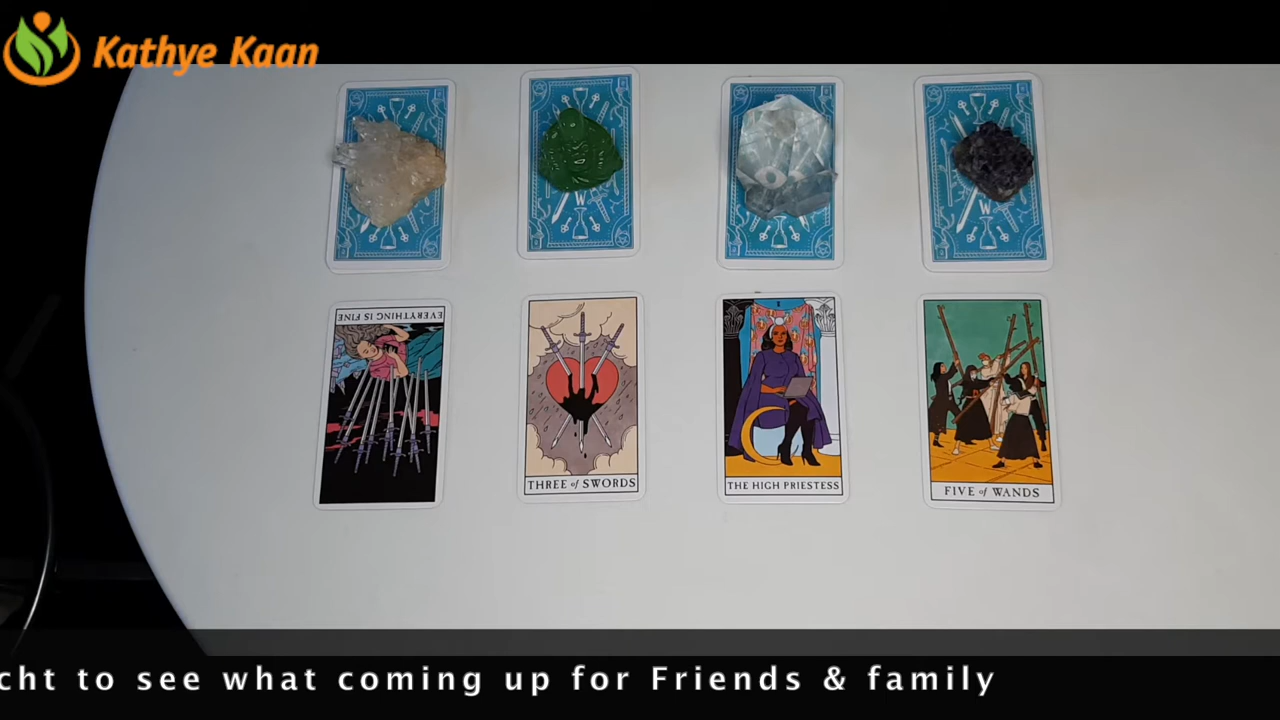 Kathye Kaan
W
W
EVERYTHING IS FINE
THREE of SWORDS
THE HIGH PRIESTESS
FIVE of WANDS
cht to see what coming up for Friends & family